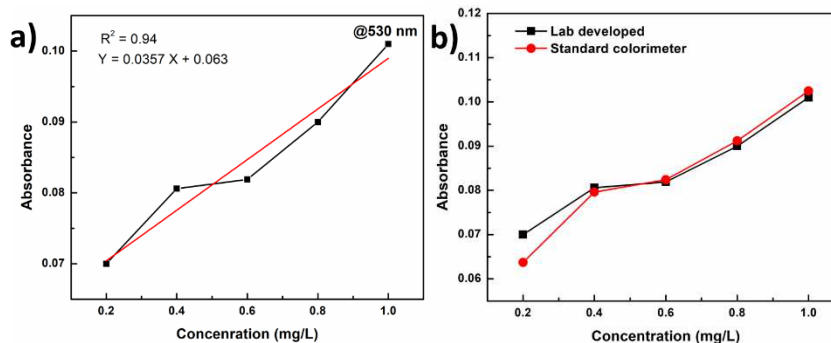 a)
R² = 0.94
Y = 0.0357 X + 0.063
@530 nm
0.10
0.09
0.08
0.07
Absorbance
0.2 0.4 0.6 0.8 1.0
Concenration (mg/L)
b)
Lab developed
Standard colorimeter
0.12
0.11
0.10
0.09
0.08
0.07
0.06
Absorbance
0.2 0.4 0.6 0.8 1.0
Concentration (mg/L)